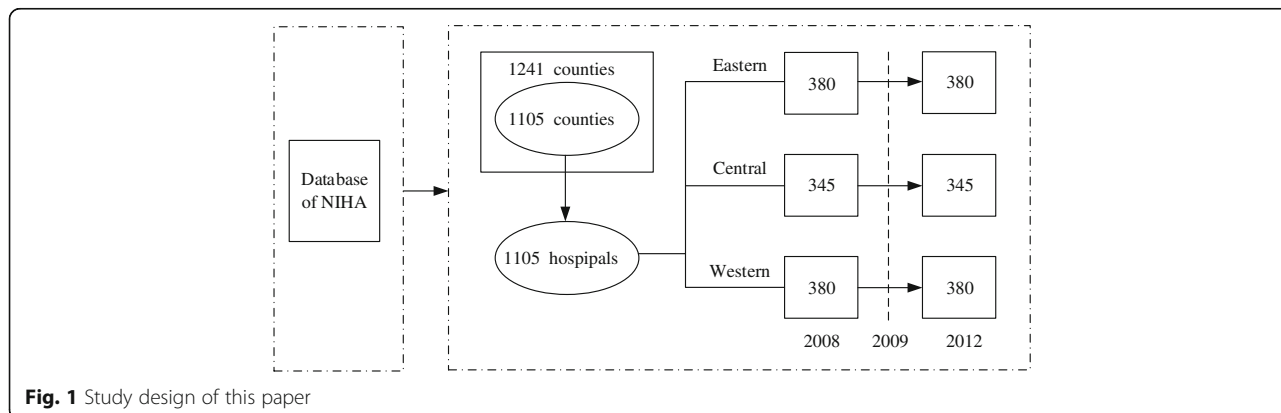 Database
of NIHA
1241 counties
1105 counties
1105 hospipals
Eastern
380
380
Central
345
345
Western
380
380
2008
2009
2012
Fig. 1 Study design of this paper